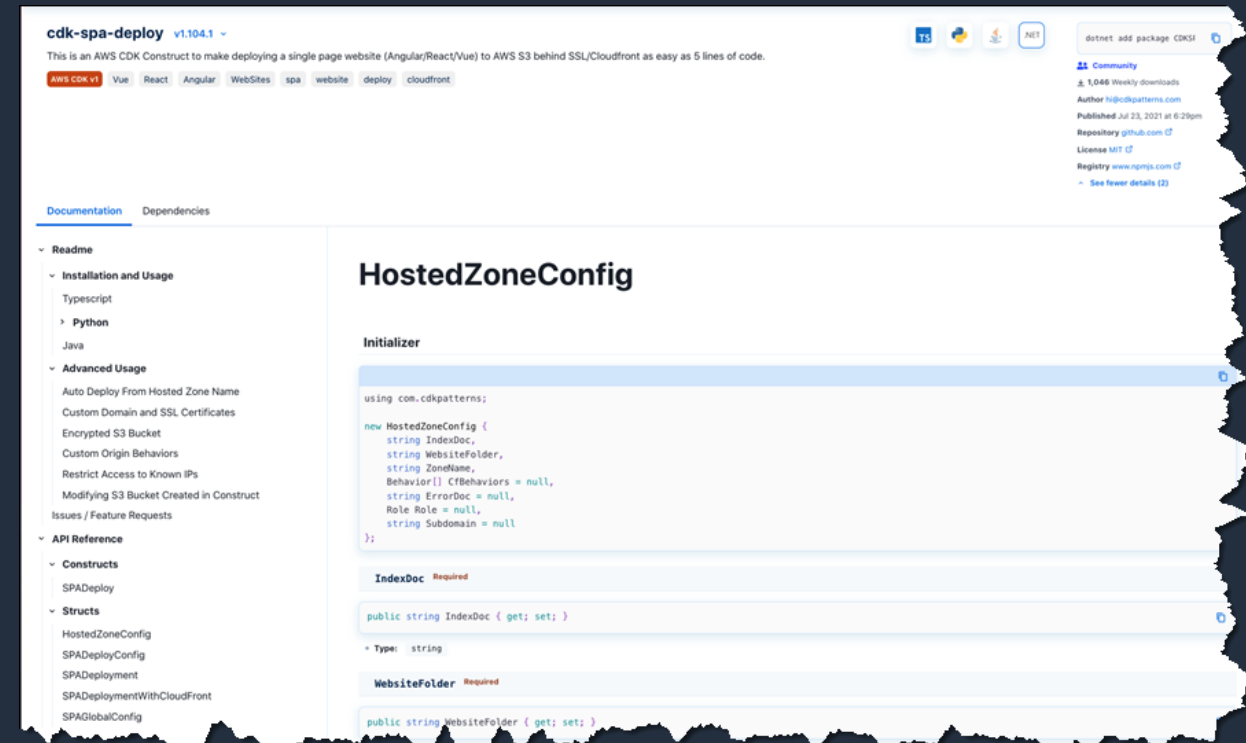 cdk-spa-deploy v1.104.1
This is an AWS CDK Construct to make deploying a single page website (Angular/React/Vue) to AWS S3 behind SSL/Cloudfront as easy as 5 lines of code.
AWS CDK v1 Vue React Angular WebSites spa website deploy cloudfront
TS .NET
dotnet add package CDKSF
Community
1,046 Weekly downloads
Author hi@cdkpatterns.com
Published Jul 23, 2021 at 6:29pm
Repository github.com
License MIT
Registry www.npmjs.com
See fewer details (2)
Documentation Dependencies
Readme
Installation and Usage
Typescript
Python
Java
Advanced Usage
Auto Deploy From Hosted Zone Name
Custom Domain and SSL Certificates
Encrypted S3 Bucket
Custom Origin Behaviors
Restrict Access to Known IPs
Modifying S3 Bucket Created in Construct
Issues / Feature Requests
API Reference
Constructs
SPADeploy
Structs
HostedZoneConfig
SPADeployConfig
SPADeployment
SPADeploymentWithCloudFront
SPAGlobalConfig
HostedZoneConfig
Initializer
using com.cdkpatterns;
new HostedZoneConfig {
string IndexDoc,
string WebsiteFolder,
string ZoneName,
Behavior[] CfBehaviors = null,
string ErrorDoc = null,
Role Role = null,
string Subdomain = null
};
IndexDoc Required
public string IndexDoc { get; set; }
Type: string
WebsiteFolder Required
public string WebsiteFolder { get; set; }